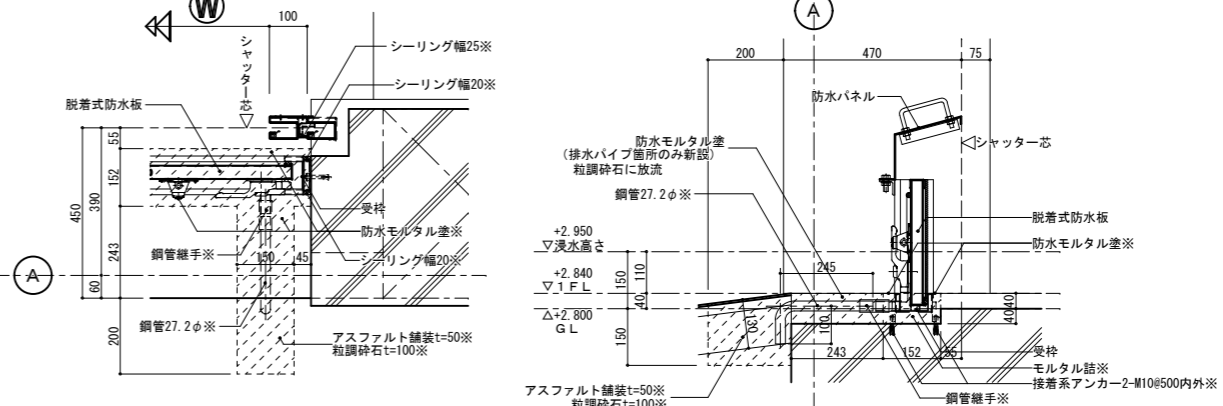 W
100
シャッター芯
シーリング幅25※
シーリング幅20※
脱着式防水板
55
152
390
450
243
60
200
受枠
防水モルタル塗※
鋼管継手※
150
45
シーリング幅20※
A
鋼管27.2φ※
アスファルト舗装t=50※
粒調砕石t=100※
A
200
470
75
防水パネル
シャッター芯
防水モルタル塗
(排水パイプ箇所のみ新設)
粒調砕石に放流
鋼管27.2φ※
脱着式防水板
防水モルタル塗※
+2.950
▽浸水高さ
+2.840
▽1FL
△+2.800
GL
150
110
40
150
245
130
100
40
40
243
152
55
受枠
モルタル詰※
接着系アンカー2-M10@500内外※
鋼管継手※
アスファルト舗装t=50※
粒調砕石t=100※